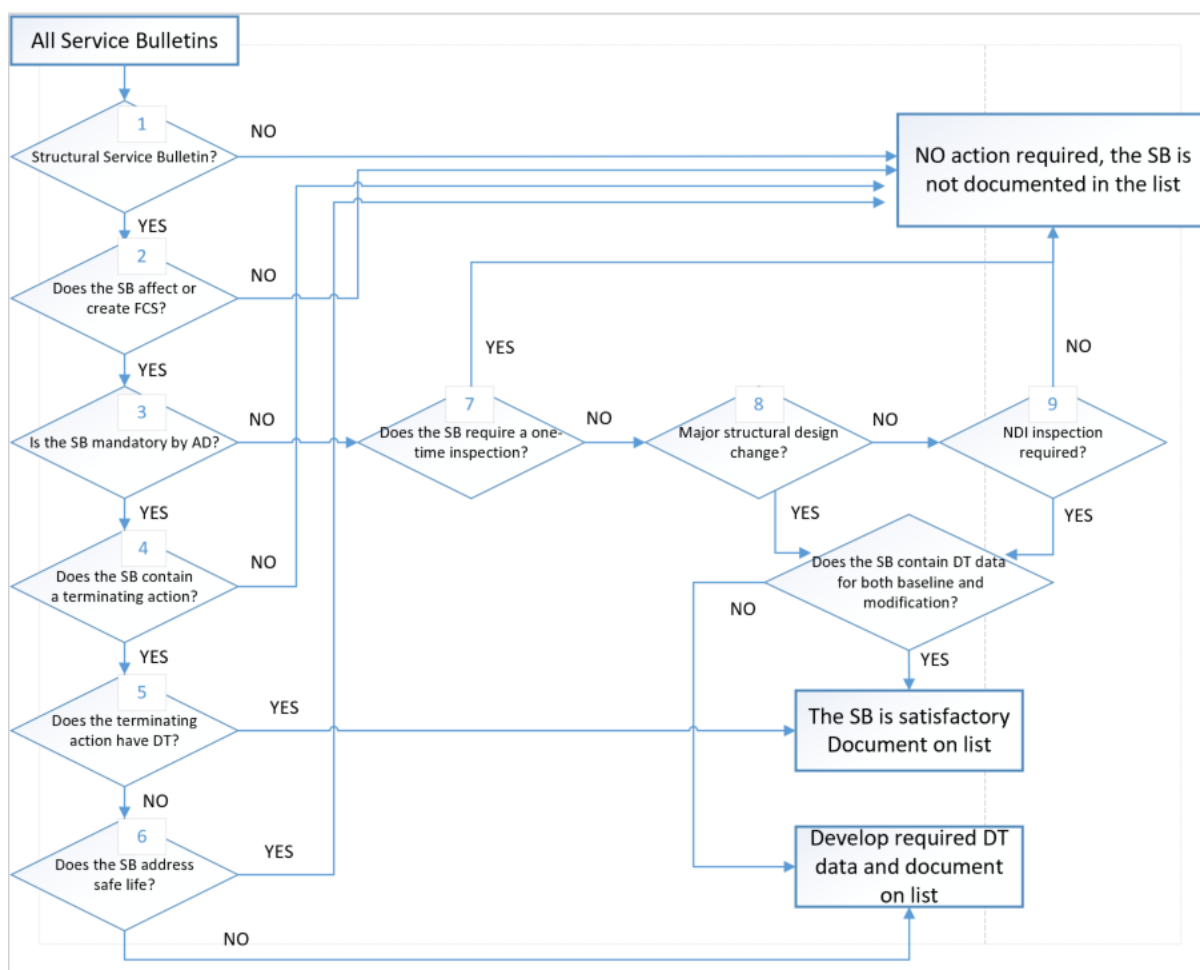 All Service Bulletins
1
Structural Service Bulletin?
NO
NO action required, the SB is
not documented in the list
YES
2
Does the SB affect or
create FCS?
NO
YES
3
Is the SB mandatory by AD?
NO
YES
7
Does the SB require a one-
time inspection?
NO
8
Major structural design
change?
NO
9
NDI inspection
required?
NO
YES
YES
YES
4
Does the SB contain
a terminating action?
NO
Does the SB contain DT data
for both baseline and
modification?
NO
YES
YES
5
Does the terminating
action have DT?
YES
The SB is satisfactory
Document on list
NO
6
Does the SB address
safe life?
YES
Develop required DT
data and document
on list
NO